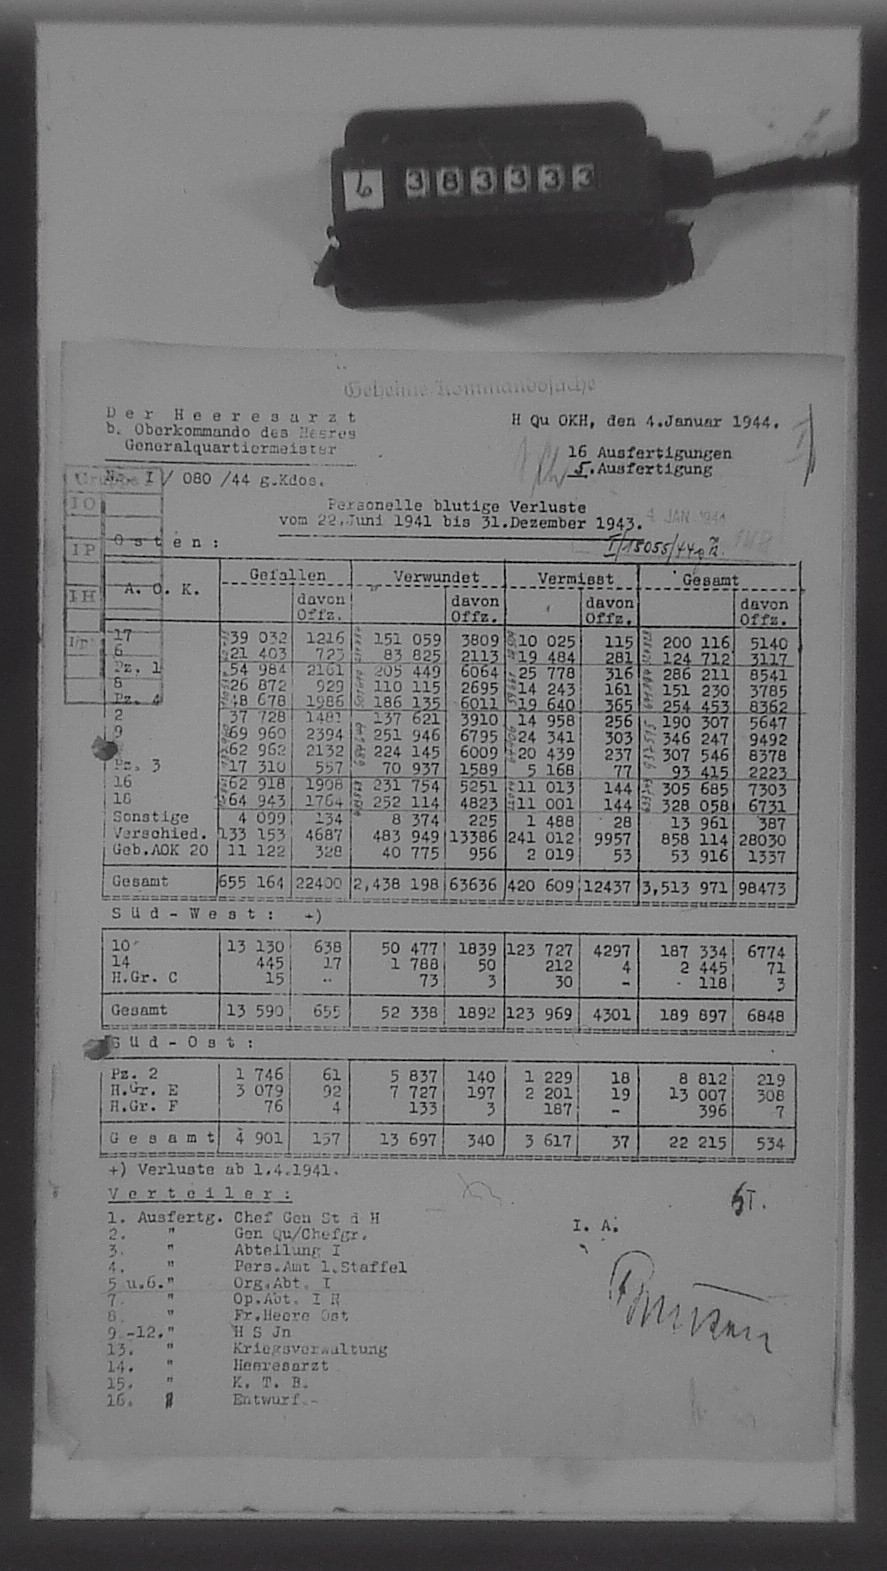 6 383333
Geheime Kommandosache
Der Heeresarzt
b. Oberkommando des Heeres
Generalquartiermeister
H Qu OKH, den 4.Januar 1944.
16 Ausfertigungen
5.Ausfertigung
Nr. I / 080 /44 g.Kdos.
IO
IP
IH
Personelle blutige Verluste
vom 22.Juni 1941 bis 31.Dezember 1943.
4 JAN 1944
I/15055/44
Osten:
A. O. K. Gefallen Verwundet Vermisst Gesamt
davon Offz. davon Offz. davon Offz. davon Offz.
17 39 032 1216 151 059 3809 10 025 115 200 116 5140
6 21 403 723 83 825 2113 19 484 281 124 712 3117
Pz. 1 54 984 2161 205 449 6064 25 778 316 286 211 8541
8 26 872 929 110 115 2695 14 243 161 151 230 3785
Pz. 4 48 678 1986 186 135 6011 19 640 365 254 453 8362
2 37 728 1481 137 621 3910 14 958 256 190 307 5647
9 69 960 2394 251 946 6795 24 341 303 346 247 9492
62 962 2132 224 145 6009 20 439 237 307 546 8378
Pz. 3 17 310 557 70 937 1589 5 168 77 93 415 2223
16 62 918 1908 231 754 5251 11 013 144 305 685 7303
18 64 943 1764 252 114 4823 11 001 144 328 058 6731
Sonstige 4 099 134 8 374 225 1 488 28 13 961 387
Verschied. 133 153 4687 483 949 13386 241 012 9957 858 114 28030
Geb.AOK 20 11 122 328 40 775 956 2 019 53 53 916 1337
Gesamt 655 164 22400 2,438 198 63636 420 609 12437 3,513 971 98473
Süd-West: +)
10 13 130 638 50 477 1839 123 727 4297 187 334 6774
14 445 17 1 788 50 212 4 2 445 71
H.Gr. C 15 - 73 3 30 - 118 3
Gesamt 13 590 655 52 338 1892 123 969 4301 189 897 6848
Süd-Ost:
Pz. 2 1 746 61 5 837 140 1 229 18 8 812 219
H.Gr. E 3 079 92 7 727 197 2 201 19 13 007 308
H.Gr. F 76 4 133 3 187 - 396 7
Gesamt 4 901 157 13 697 340 3 617 37 22 215 534
+) Verluste ab 1.4.1941.
Verteiler:
1. Ausfertg. Chef Gen St d H
2. " Gen Qu/Chefgr.
3. " Abteilung I
4. " Pers.Amt 1.Staffel
5 u.6." Org.Abt. I
7. " Op.Abt. I H
8. " Fr.Heere Ost
9.-12." H S Jn
13. " Kriegsverwaltung
14. " Heeresarzt
15. " K. T. B.
16. " Entwurf.-
I. A.